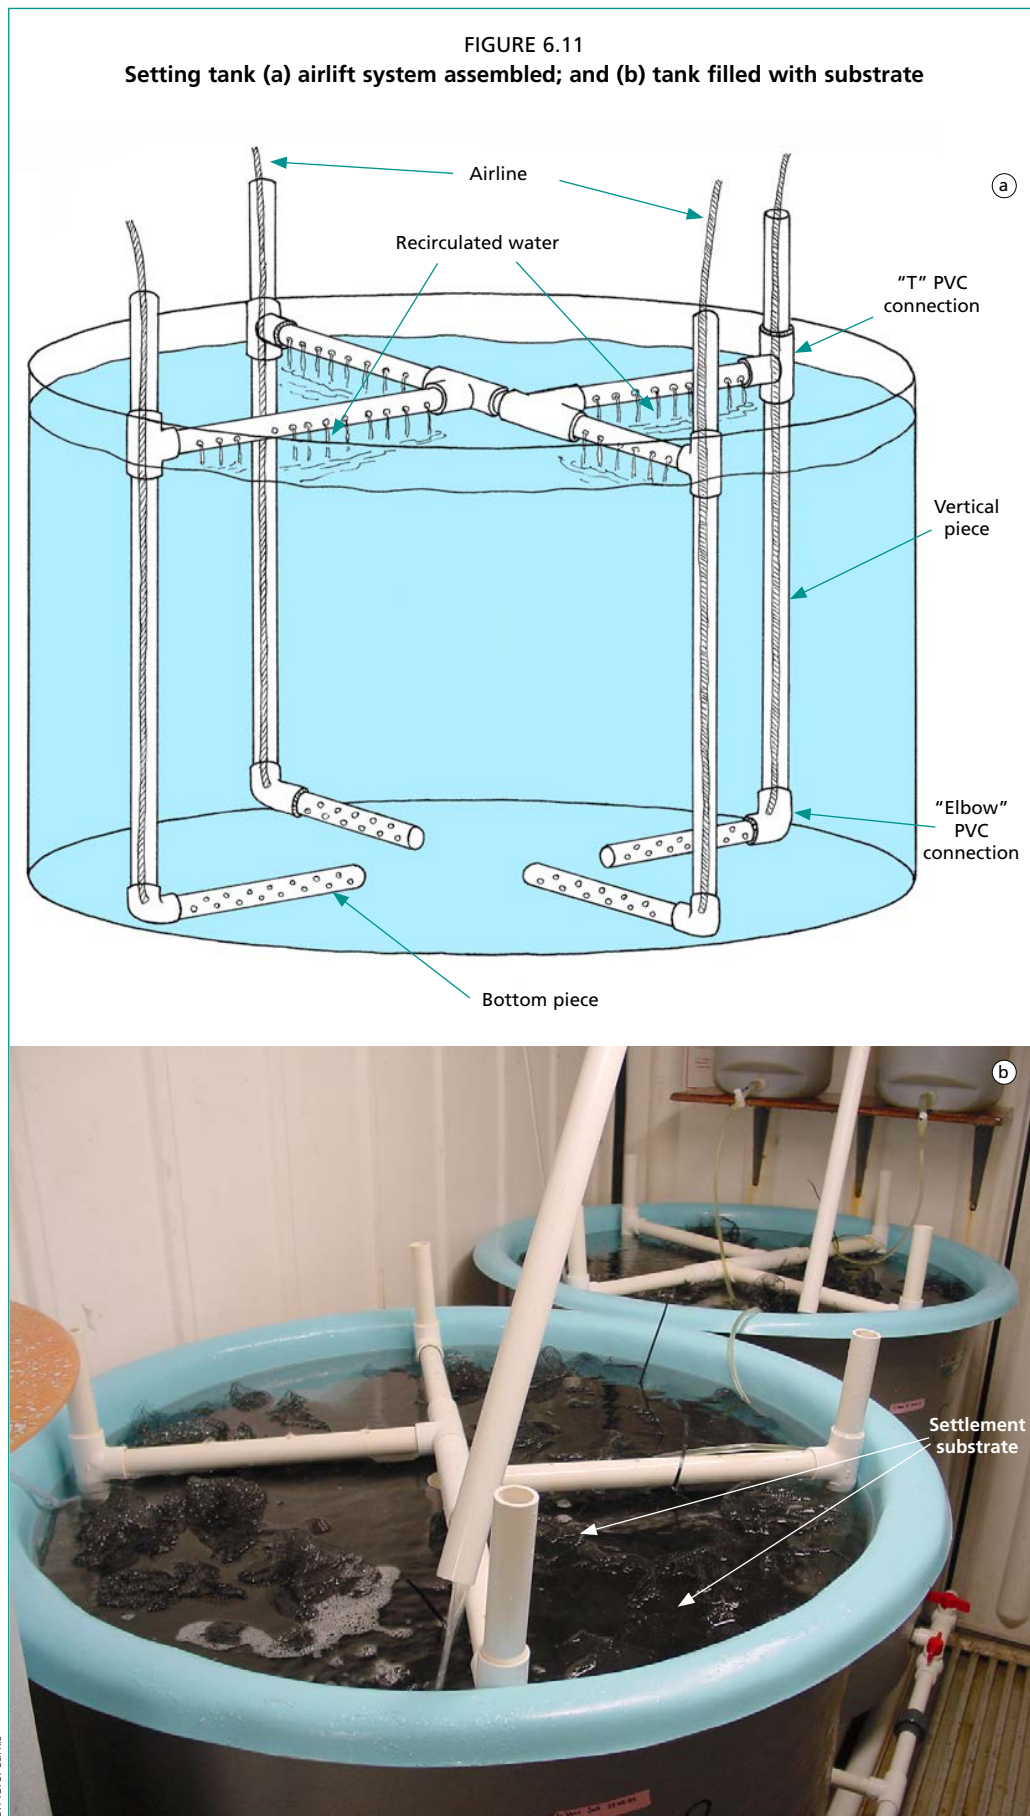 FIGURE 6.11
Setting tank (a) airlift system assembled; and (b) tank filled with substrate
Airline
a
Recirculated water
"T" PVC
connection
Vertical
piece
"Elbow"
PVC
connection
Bottom piece
b
Settlement
substrate